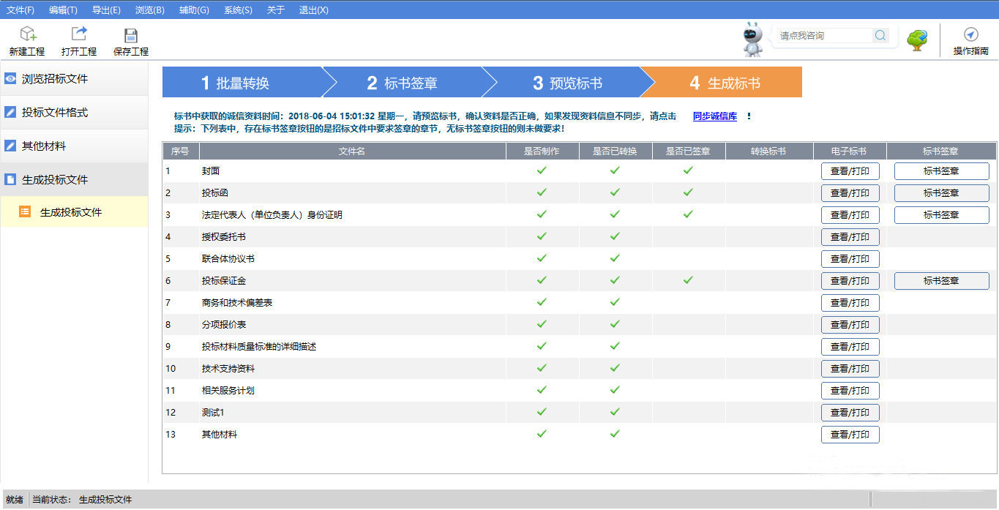 文件(F) 编辑(T) 导出(E) 浏览(B) 辅助(G) 系统(S) 关于 退出(X)
新建工程 打开工程 保存工程 请点我咨询 操作指南
浏览招标文件
投标文件格式
其他材料
生成投标文件
生成投标文件
1 批量转换 2 标书签章 3 预览标书 4 生成标书
标书中获取的诚信资料时间：2018-06-04 15:01:32 星期一，请预览标书，确认资料是否正确，如果发现资料信息不同步，请点击 同步诚信库 ！
提示：下列表中，存在标书签章按钮的是招标文件中要求签章的章节，无标书签章按钮的则未做要求！
序号 文件名 是否制作 是否已转换 是否已签章 转换标书 电子标书 标书签章
1 封面 查看/打印 标书签章
2 投标函 查看/打印 标书签章
3 法定代表人（单位负责人）身份证明 查看/打印 标书签章
4 授权委托书 查看/打印
5 联合体协议书 查看/打印
6 投标保证金 查看/打印 标书签章
7 商务和技术偏差表 查看/打印
8 分项报价表 查看/打印
9 投标材料质量标准的详细描述 查看/打印
10 技术支持资料 查看/打印
11 相关服务计划 查看/打印
12 测试1 查看/打印
13 其他材料 查看/打印
就绪 当前状态： 生成投标文件